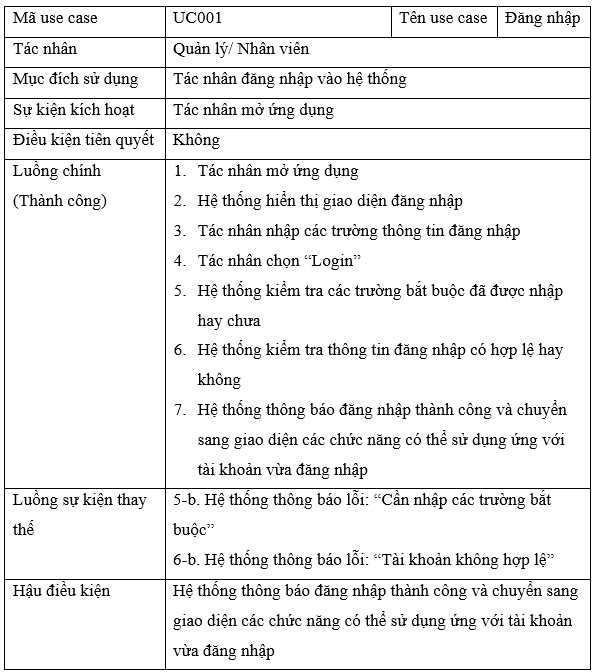 Mã use case UC001 Tên use case Đăng nhập
Tác nhân Quản lý/ Nhân viên
Mục đích sử dụng Tác nhân đăng nhập vào hệ thống
Sự kiện kích hoạt Tác nhân mở ứng dụng
Điều kiện tiên quyết Không
Luồng chính
(Thành công)
1. Tác nhân mở ứng dụng
2. Hệ thống hiển thị giao diện đăng nhập
3. Tác nhân nhập các trường thông tin đăng nhập
4. Tác nhân chọn “Login”
5. Hệ thống kiểm tra các trường bắt buộc đã được nhập
hay chưa
6. Hệ thống kiểm tra thông tin đăng nhập có hợp lệ hay
không
7. Hệ thống thông báo đăng nhập thành công và chuyển
sang giao diện các chức năng có thể sử dụng ứng với
tài khoản vừa đăng nhập
Luồng sự kiện thay
thế
5-b. Hệ thống thông báo lỗi: “Cần nhập các trường bắt
buộc”
6-b. Hệ thống thông báo lỗi: “Tài khoản không hợp lệ”
Hậu điều kiện
Hệ thống thông báo đăng nhập thành công và chuyển sang
giao diện các chức năng có thể sử dụng ứng với tài khoản
vừa đăng nhập